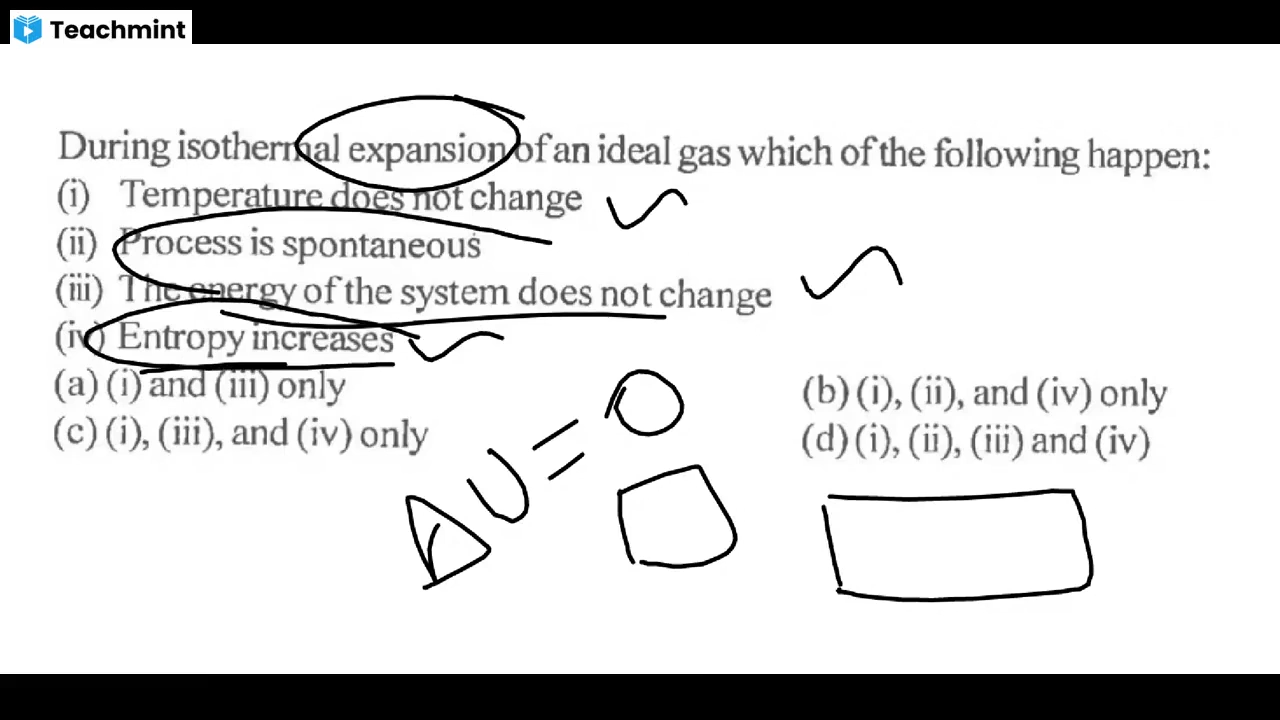 Teachmint
During isothermal expansion of an ideal gas which of the following happen:
(i) Temperature does not change
(ii) Process is spontaneous
(iii) The energy of the system does not change
(iv) Entropy increases
(a) (i) and (iii) only
(b) (i), (ii), and (iv) only
(c) (i), (iii), and (iv) only
(d) (i), (ii), (iii) and (iv)
ΔU = 0